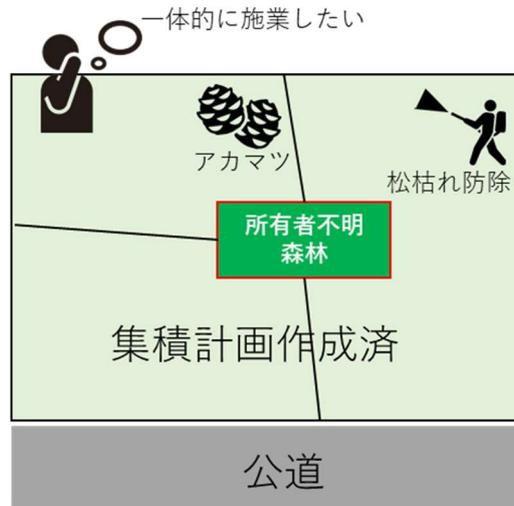 一体的に施業したい
アカマツ
松枯れ防除
所有者不明
森林
集積計画作成済
公道